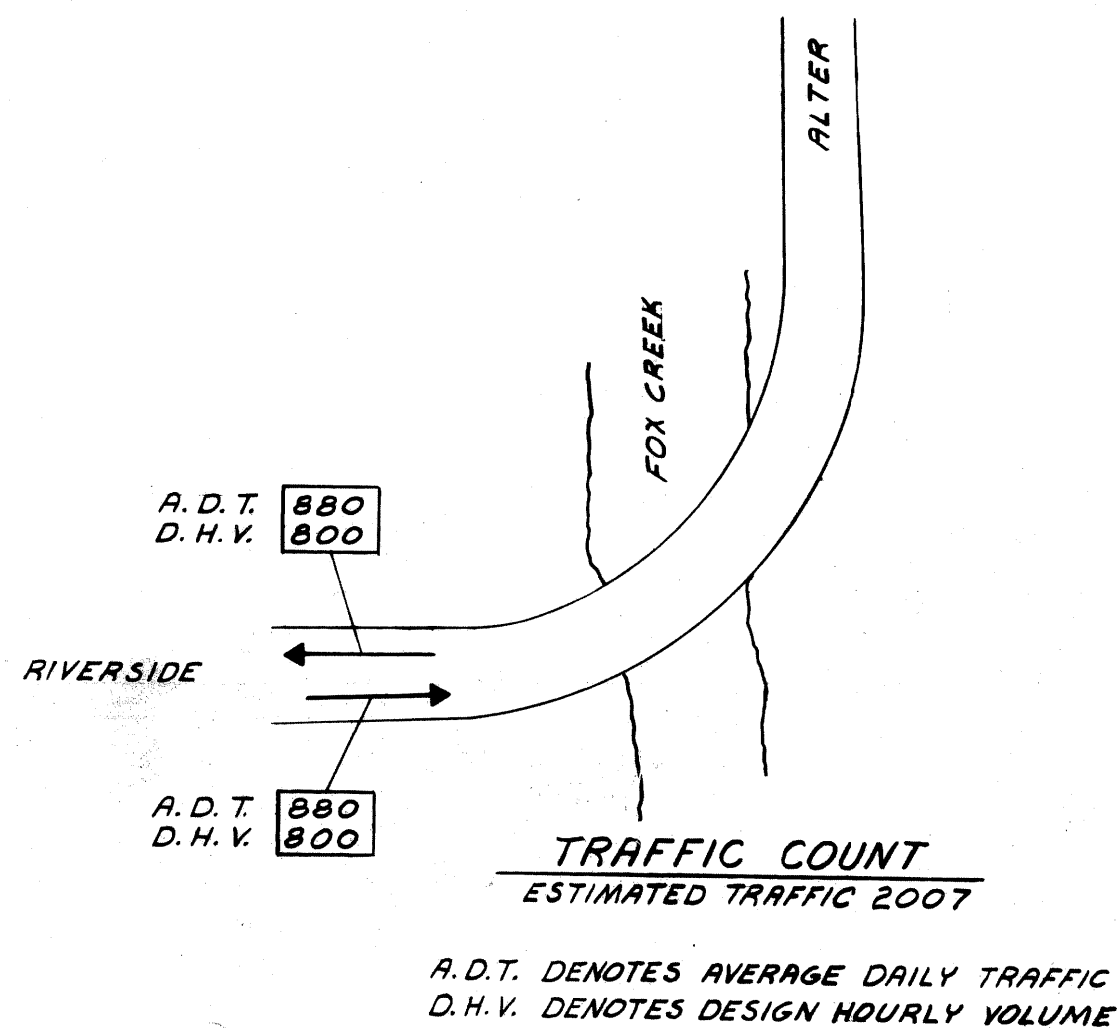 ALTER
FOX CREEK
A. D. T. 880
D. H. V. 800
RIVERSIDE
A. D. T. 880
D. H. V. 800
TRAFFIC COUNT
ESTIMATED TRAFFIC 2007
A. D. T. DENOTES AVERAGE DAILY TRAFFIC
D. H. V. DENOTES DESIGN HOURLY VOLUME